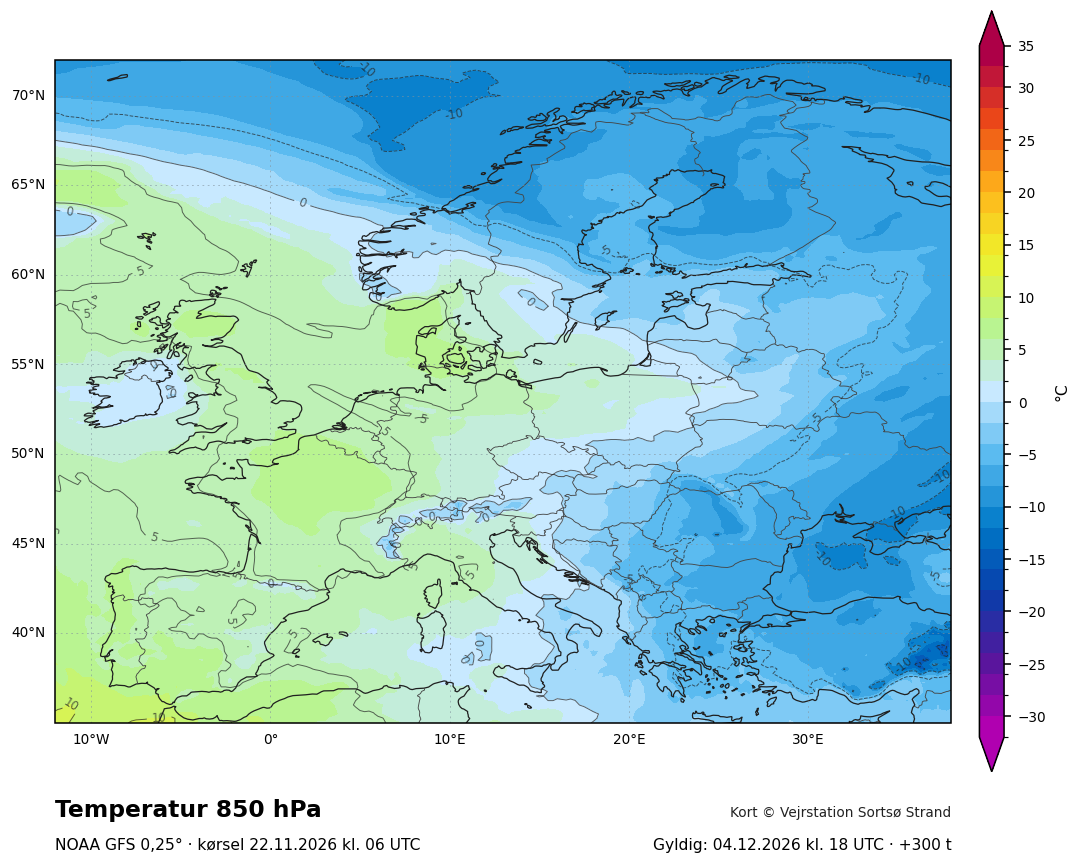 35
30
25
20
15
10
5
0
−5
−10
−15
−20
−25
−30
°C
70°N
65°N
60°N
55°N
50°N
45°N
40°N
10°W
0°
10°E
20°E
30°E
Temperatur 850 hPa
Kort © Vejrstation Sortsø Strand
NOAA GFS 0,25° · kørsel 22.11.2026 kl. 06 UTC
Gyldig: 04.12.2026 kl. 18 UTC · +300 t